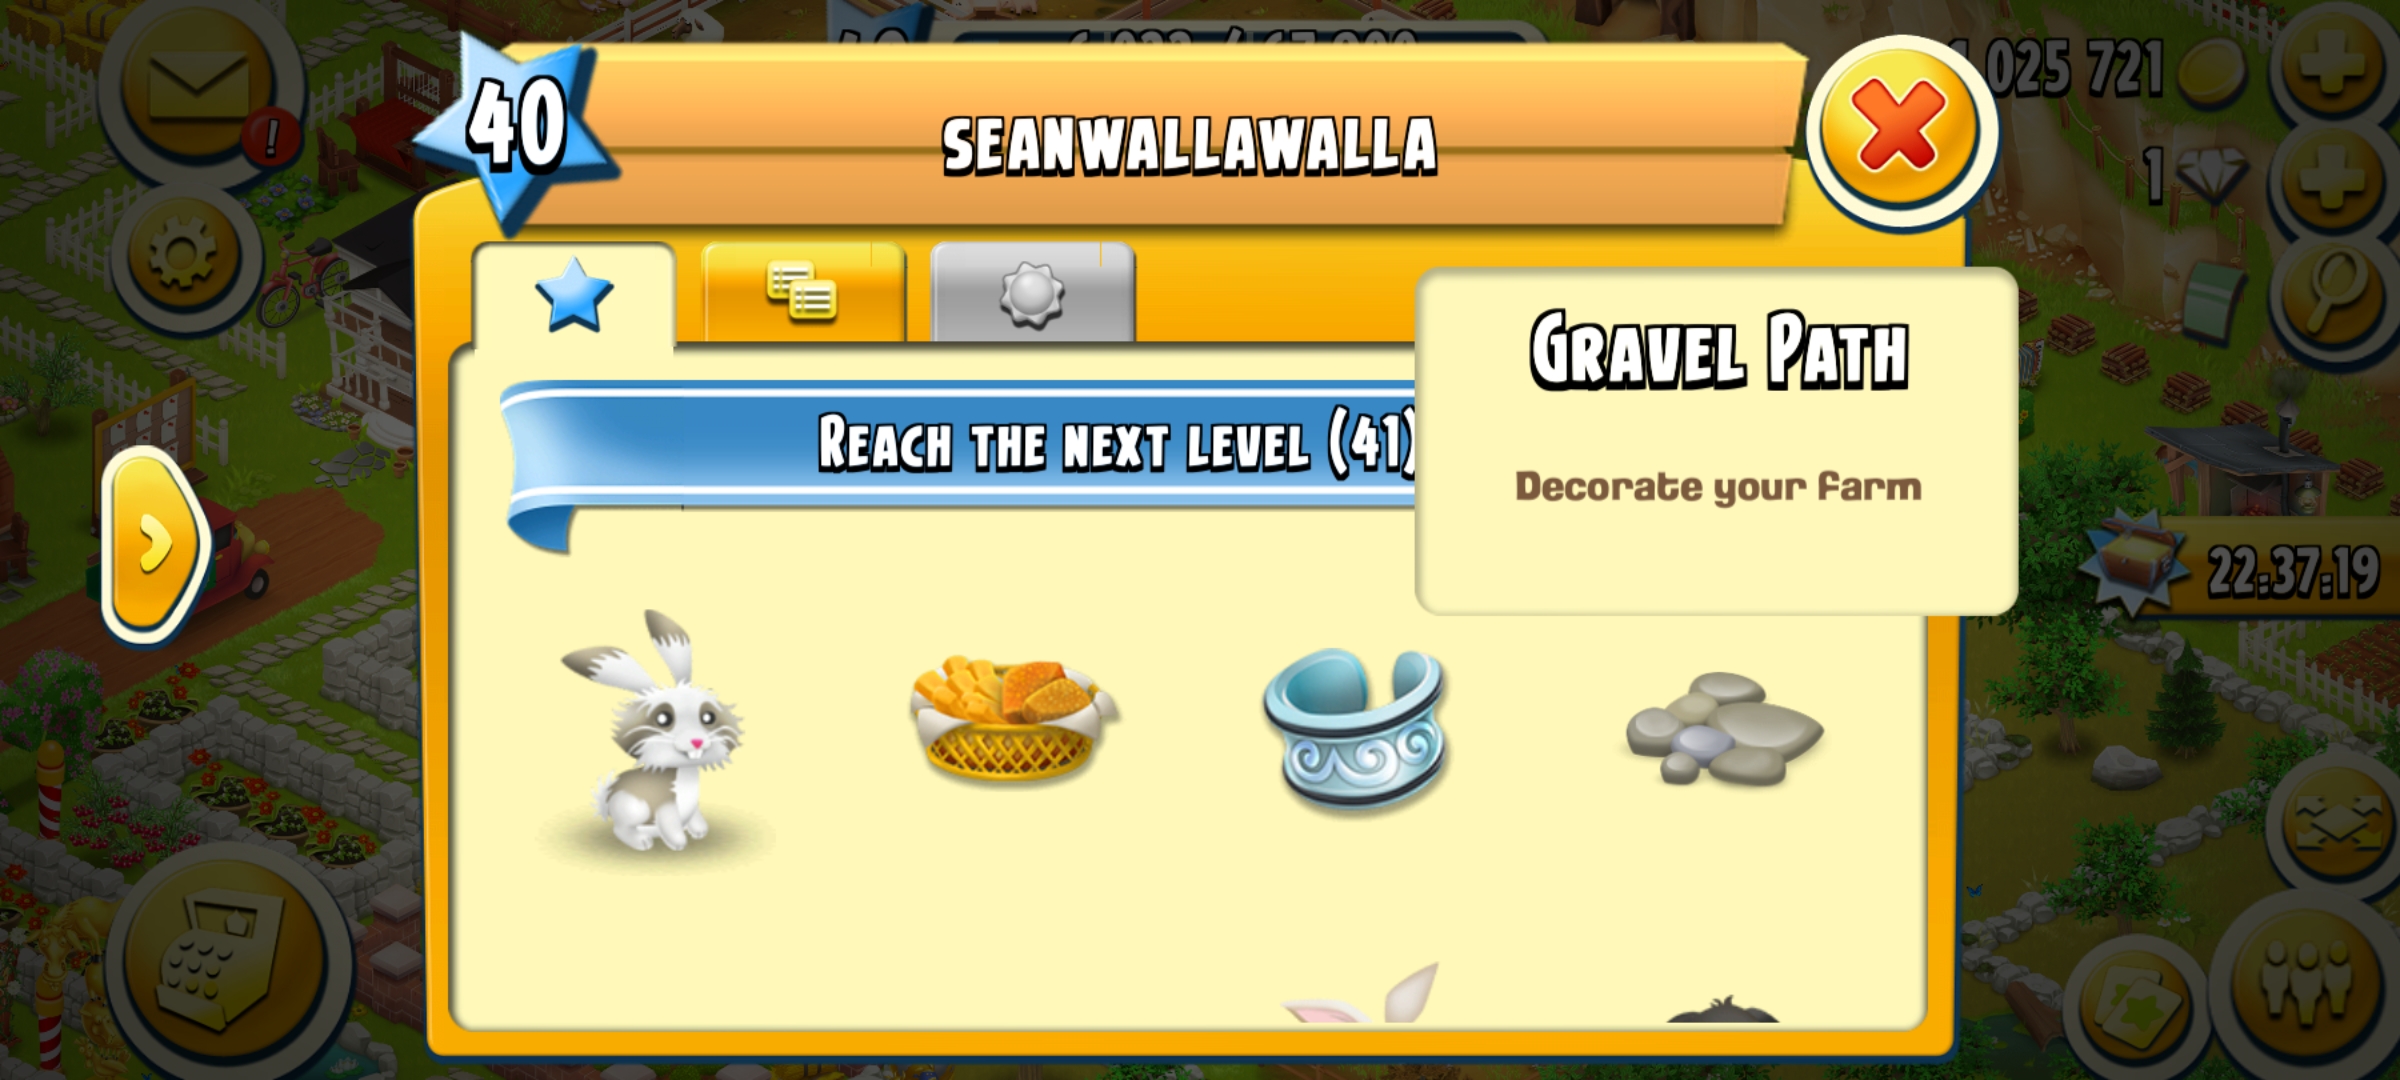 40
SEANWALLAWALLA
025 721
1
REACH THE NEXT LEVEL (41)
GRAVEL PATH
Decorate your farm
22:37:19